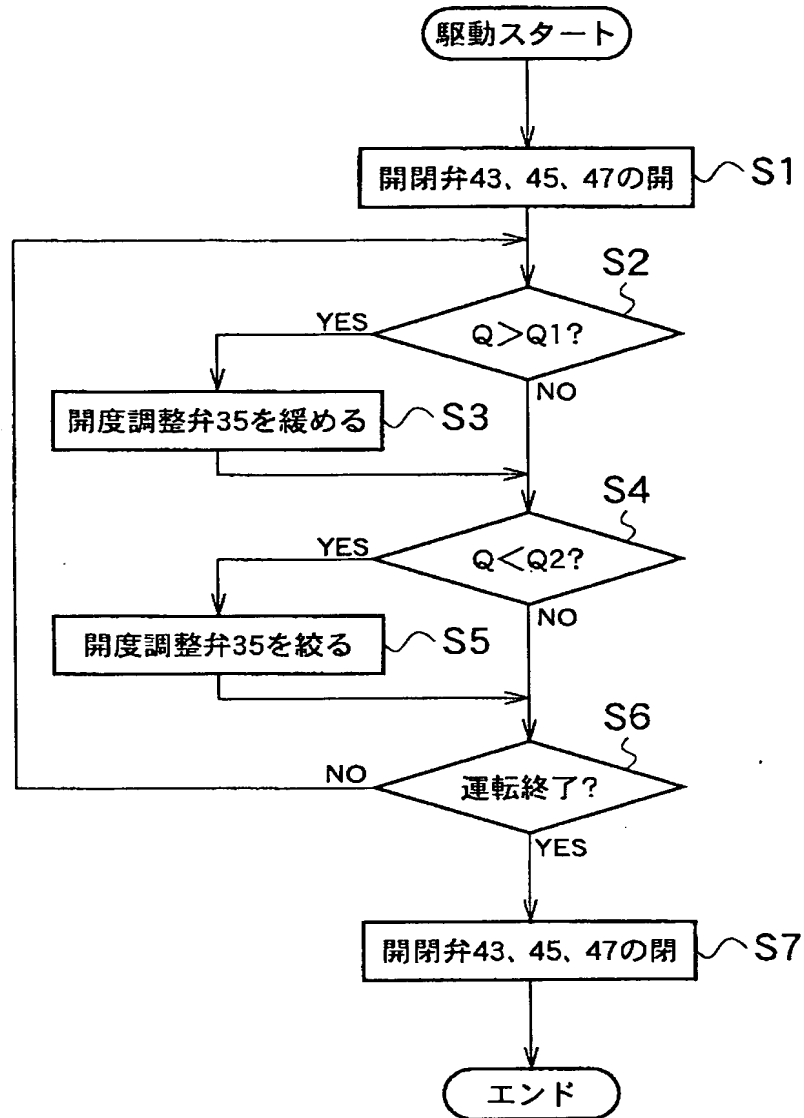 駆動スタート
開閉弁43、45、47の開
S1
S2
YES
Q>Q1?
NO
開度調整弁35を緩める
S3
S4
YES
Q<Q2?
NO
開度調整弁35を絞る
S5
S6
NO
運転終了?
YES
開閉弁43、45、47の閉
S7
エンド